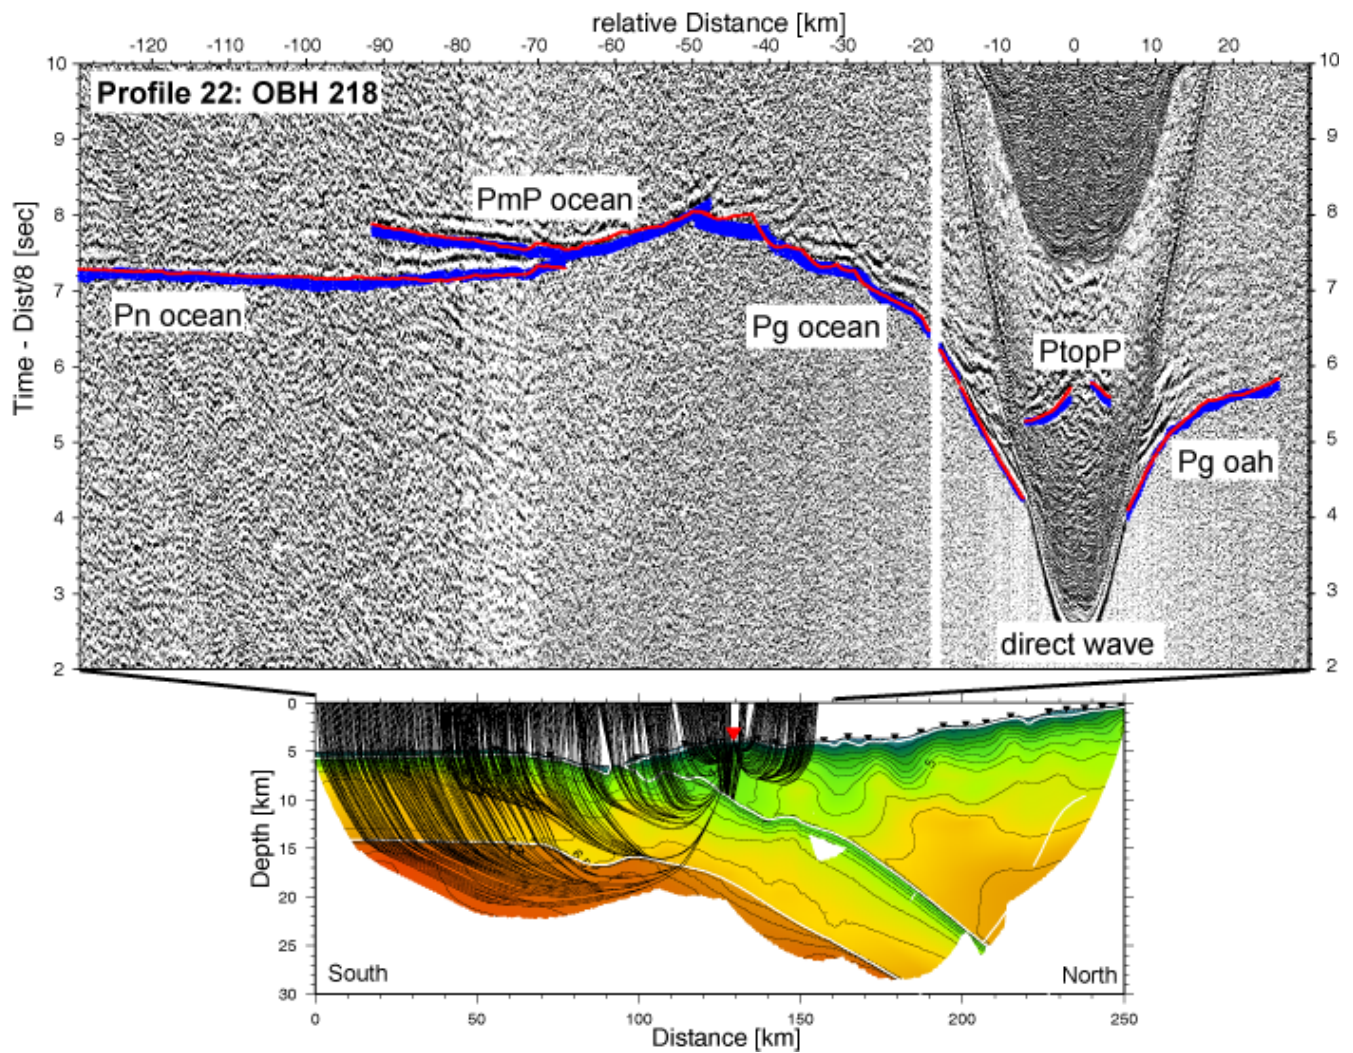 relative Distance [km]
-120 -110 -100 -90 -80 -70 -60 -50 -40 -30 -20 -10 0 10 20
10 10
Profile 22: OBH 218
9 9
PmP ocean
8 8
7 7
Pn ocean
Pg ocean
PtopP
6 6
5 5
Pg oah
4 4
3 3
direct wave
2 2
Time - Dist/8 [sec]
0
5
10
15
20
25
30
Depth [km]
5
South North
0 50 100 150 200 250
Distance [km]